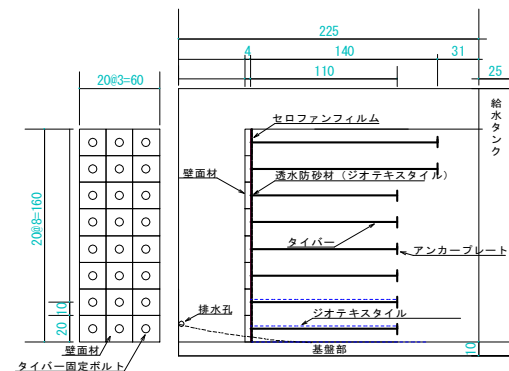 225
4
140
31
20@3=60
110
25
セロファンフィルム
給水タンク
壁面材
透水防砂材(ジオテキスタイル)
20@8=160
タイバー
アンカープレート
10
排水孔
ジオテキスタイル
20
壁面材
基盤部
10
タイバー固定ボルト